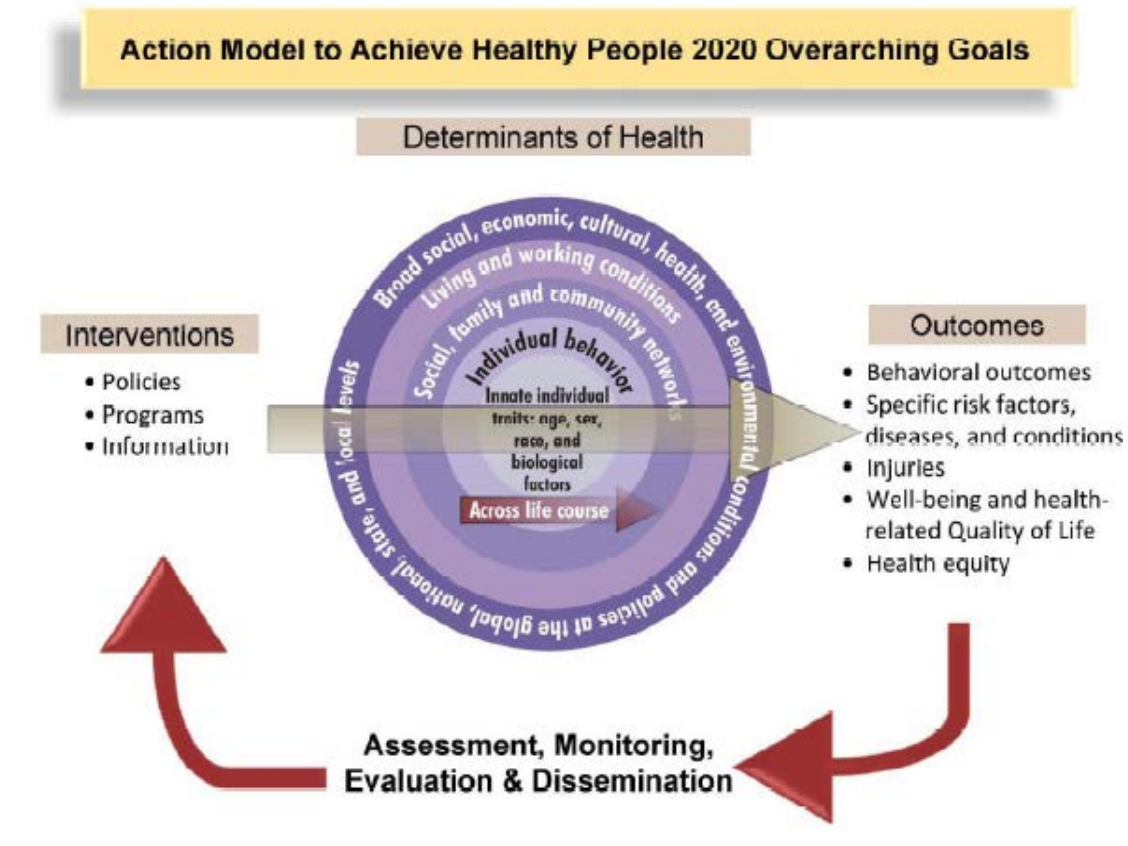 Action Model to Achieve Healthy People 2020 Overarching Goals
Determinants of Health
Interventions
• Policies
• Programs
• Information
Broad social, economic, cultural, health, and environmental conditions and policies at the global, national, state, and local levels
Living and working conditions
Social, family and community networks
Individual behavior
Innate individual
traits: age, sex,
race, and
biological
factors
Across life course
Outcomes
• Behavioral outcomes
• Specific risk factors,
diseases, and conditions
• Injuries
• Well-being and health-
related Quality of Life
• Health equity
Assessment, Monitoring,
Evaluation & Dissemination